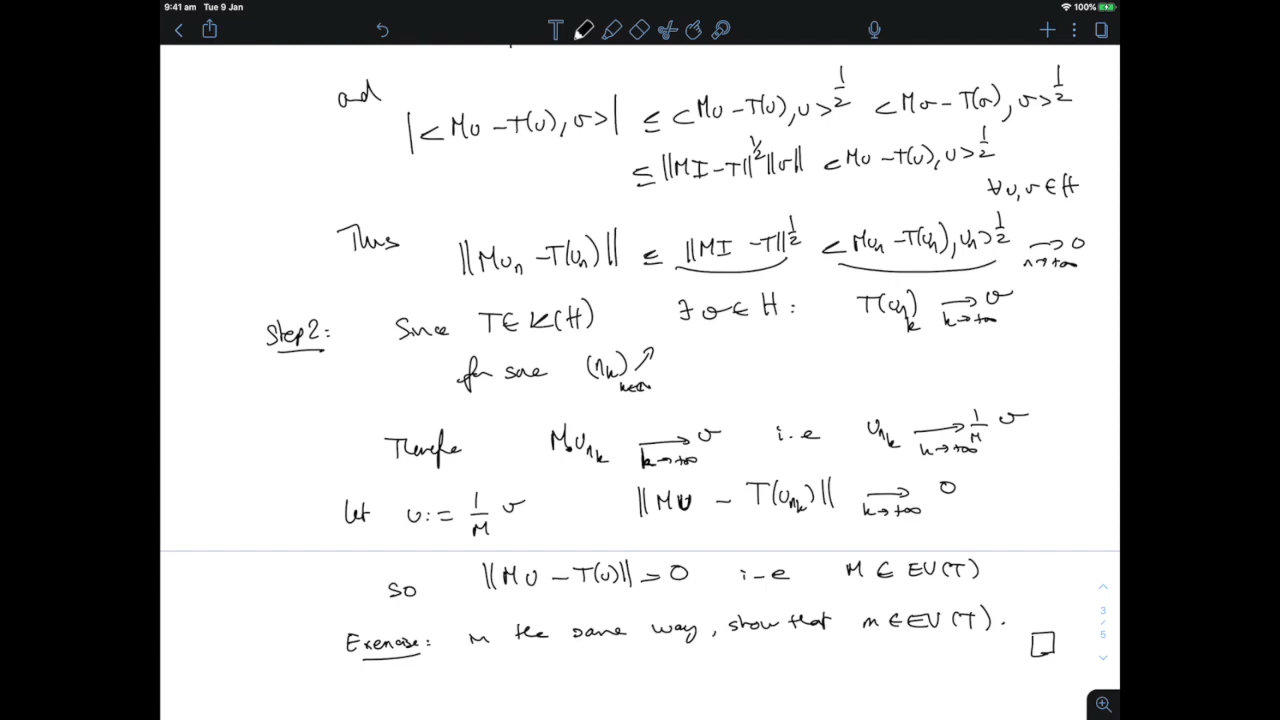 9:41 am Tue 9 Jan
100%
and
|<Mu - T(u), v>| ≤ <Mu - T(u), u>^{1/2} <Mv - T(v), v>^{1/2}
≤ ||MI - T||^{1/2} ||v|| <Mu - T(u), u>^{1/2}
∀u, v ∈ H
Thus ||Mu_n - T(u_n)|| ≤ ||MI - T||^{1/2} <Mu_n - T(u_n), u_n>^{1/2} → 0 n→+∞
Step 2: Since T ∈ K(H) ∃ v ∈ H : T(u_{n_k}) → v k→+∞
for some (n_k)_{k∈ℕ} ↗
Therefore M.u_{n_k} → v k→+∞ i.e u_{n_k} → 1/M v k→+∞
let u := 1/M v ||Mu - T(u_{n_k})|| → 0 k→+∞
so ||Mu - T(u)|| = 0 i-e M ∈ EV(T)
Exercise: in the same way, show that m ∈ EV(T). □
3
/
5